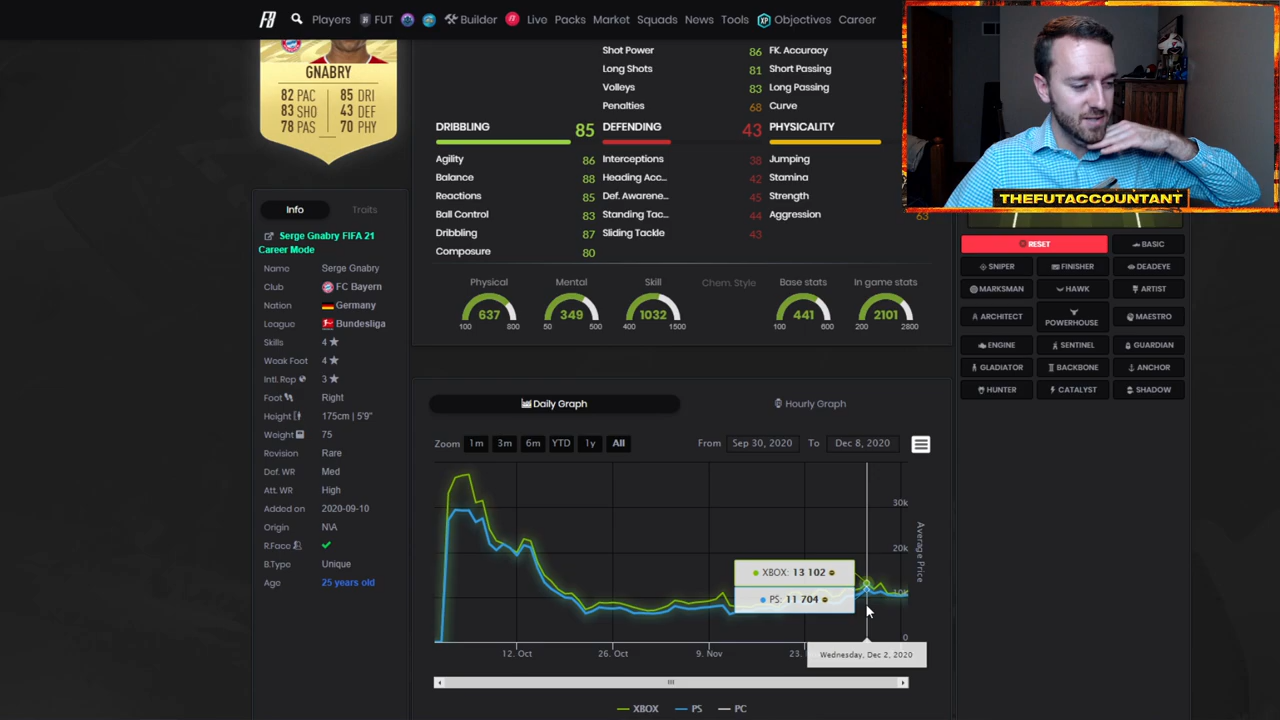 F8 Players FUT Builder Live Packs Market Squads News Tools XP Objectives Career
GNABRY
82 PAC 85 DRI
83 SHO 43 DEF
78 PAS 70 PHY
Shot Power 86 FK. Accuracy
Long Shots 81 Short Passing
Volleys 83 Long Passing
Penalties 68 Curve
DRIBBLING 85 DEFENDING 43 PHYSICALITY
Agility 86 Interceptions 38 Jumping
Balance 88 Heading Acc... 42 Stamina
Reactions 85 Def. Awarene... 45 Strength
Ball Control 83 Standing Tac... 44 Aggression 63
Dribbling 87 Sliding Tackle 43
Composure 80
THEFUTACCOUNTANT
Info Traits
Serge Gnabry FIFA 21
Career Mode
Name Serge Gnabry
Club FC Bayern
Nation Germany
League Bundesliga
Skills 4
Weak Foot 4
Intl. Rep 3
Foot Right
Height 175cm | 5'9"
Weight 75
Revision Rare
Def. WR Med
Att. WR High
Added on 2020-09-10
Origin N\A
R.Face
B.Type Unique
Age 25 years old
Physical Mental Skill Chem. Style Base stats In game stats
637 349 1032 441 2101
100 800 50 500 400 1500 100 600 200 2800
RESET BASIC
SNIPER FINISHER DEADEYE
MARKSMAN HAWK ARTIST
ARCHITECT POWERHOUSE MAESTRO
ENGINE SENTINEL GUARDIAN
GLADIATOR BACKBONE ANCHOR
HUNTER CATALYST SHADOW
Daily Graph Hourly Graph
Zoom 1m 3m 6m YTD 1y All From Sep 30, 2020 To Dec 8, 2020
30k
20k
10k
0
Average Price
XBOX: 13 102
PS: 11 704
12. Oct 26. Oct 9. Nov 23.
Wednesday, Dec 2, 2020
XBOX PS PC